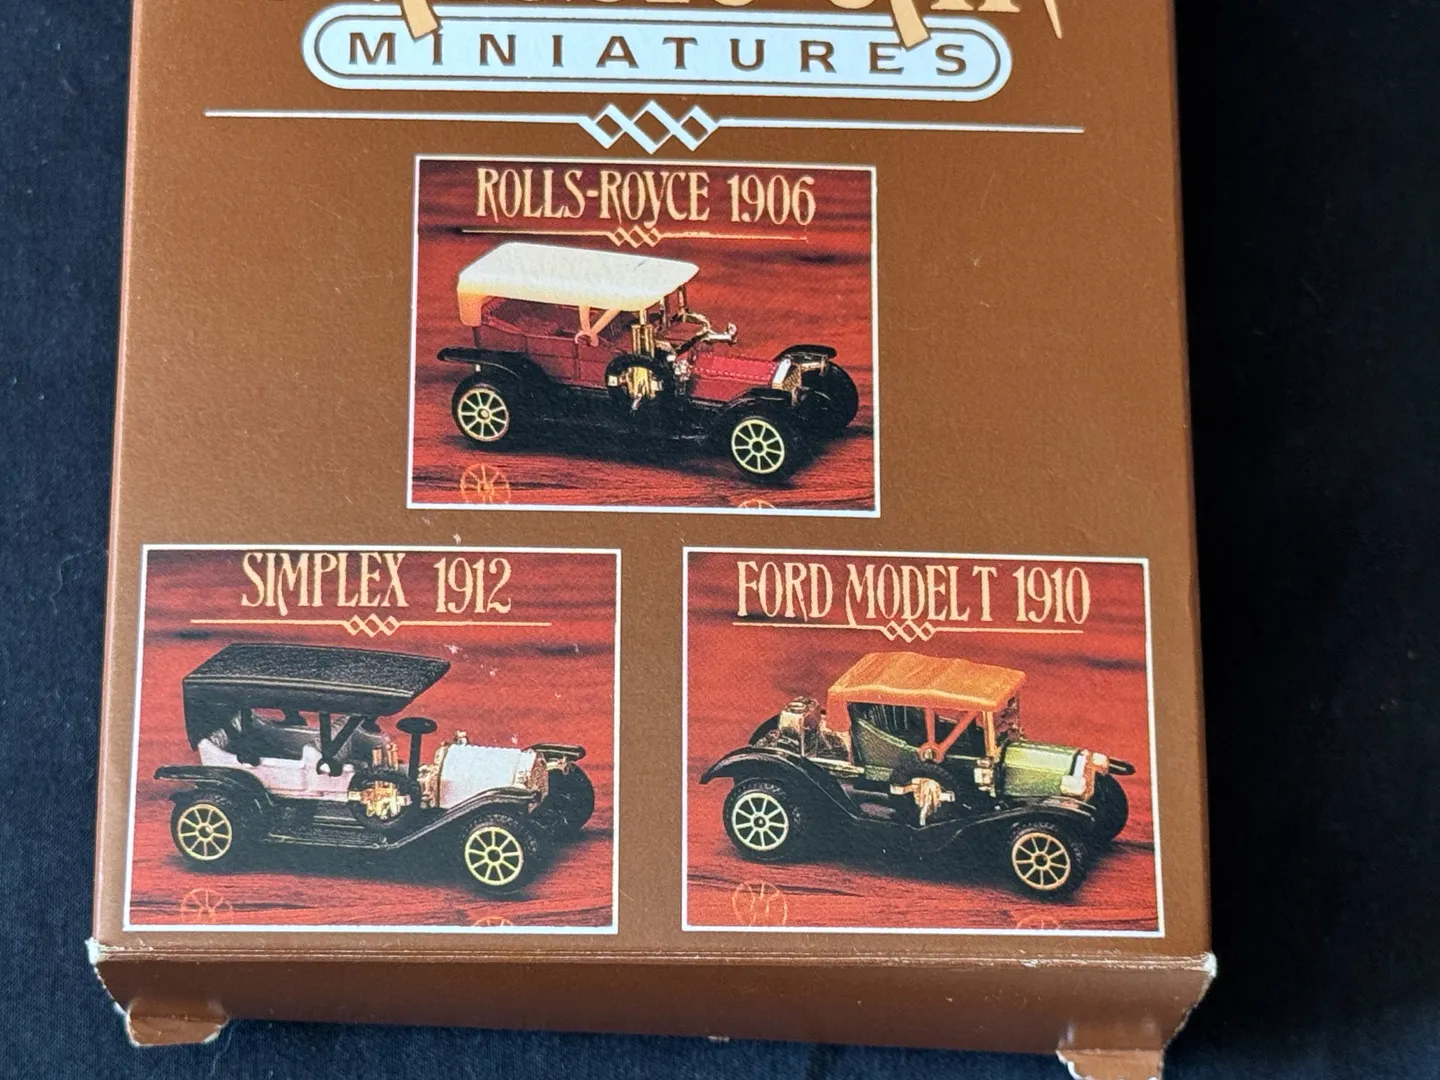 MINIATURES
ROLLS-ROYCE 1906
SIMPLEX 1912
FORD MODEL T 1910